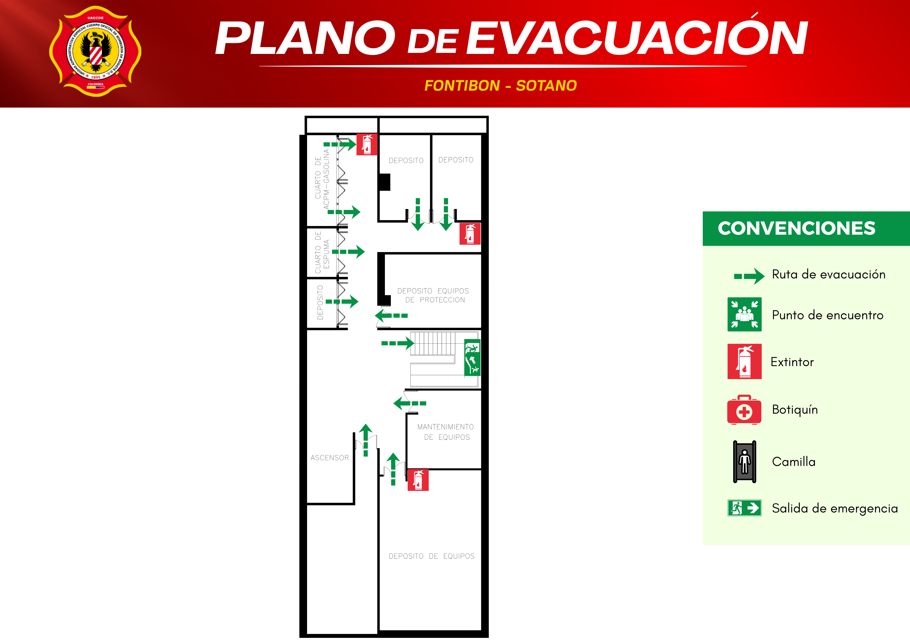 PLANO DE EVACUACIÓN
FONTIBON - SOTANO
CUARTO DE
ACPM-GASOLINA
DEPOSITO
DEPOSITO
CUARTO DE
ESPUMA
DEPOSITO
DEPOSITO EQUIPOS
DE PROTECCION
MANTENIMIENTO
DE EQUIPOS
ASCENSOR
DEPOSITO DE EQUIPOS
CONVENCIONES
Ruta de evacuación
Punto de encuentro
Extintor
Botiquín
Camilla
Salida de emergencia